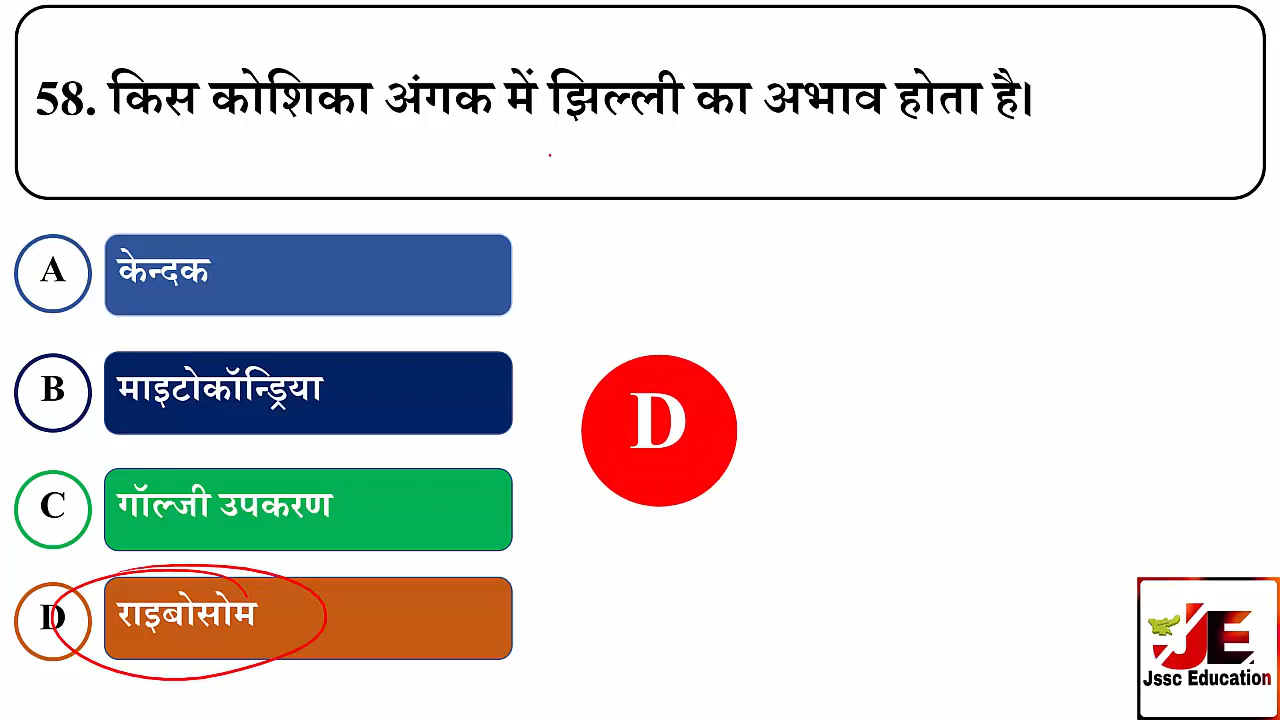 58. किस कोशिका अंगक में झिल्ली का अभाव होता है।
A
केन्दक
B
माइटोकॉन्ड्रिया
C
गॉल्जी उपकरण
D
राइबोसोम
D
JE
Jssc Education